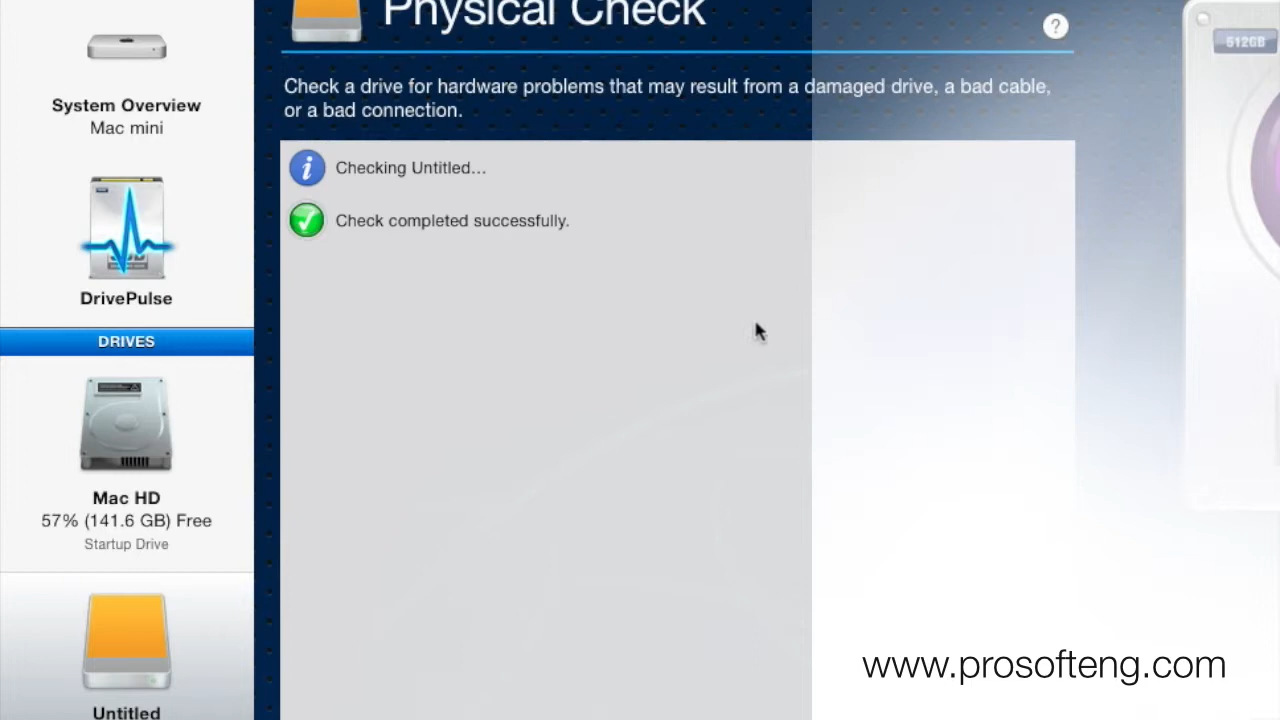 Physical Check
?
512GB
System Overview
Mac mini
Check a drive for hardware problems that may result from a damaged drive, a bad cable,
or a bad connection.
Checking Untitled...
Check completed successfully.
DrivePulse
DRIVES
Mac HD
57% (141.6 GB) Free
Startup Drive
Untitled
www.prosofteng.com